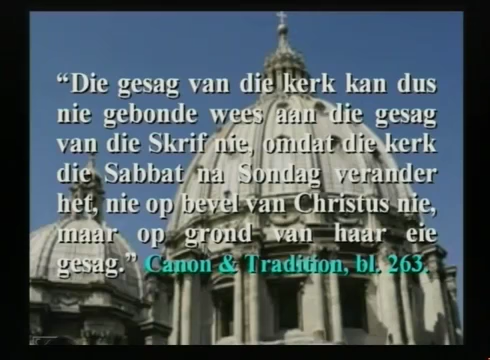 “Die gesag van die kerk kan dus
nie gebonde wees aan die gesag
van die Skrif nie, omdat die kerk
die Sabbat na Sondag verander
het, nie op bevel van Christus nie,
maar op grond van haar eie
gesag.” Canon & Tradition, bl. 263.